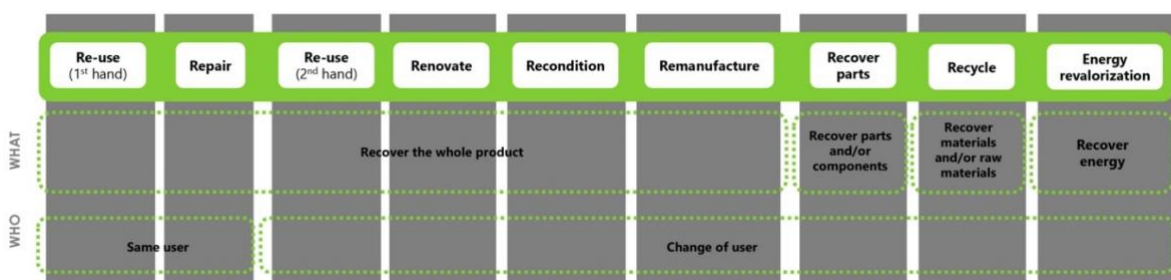 Re-use
(1st hand)
Repair
Re-use
(2nd hand)
Renovate
Recondition
Remanufacture
Recover
parts
Recycle
Energy
revalorization
WHAT
Recover the whole product
Recover parts
and/or
components
Recover
materials
and/or raw
materials
Recover
energy
WHO
Same user
Change of user